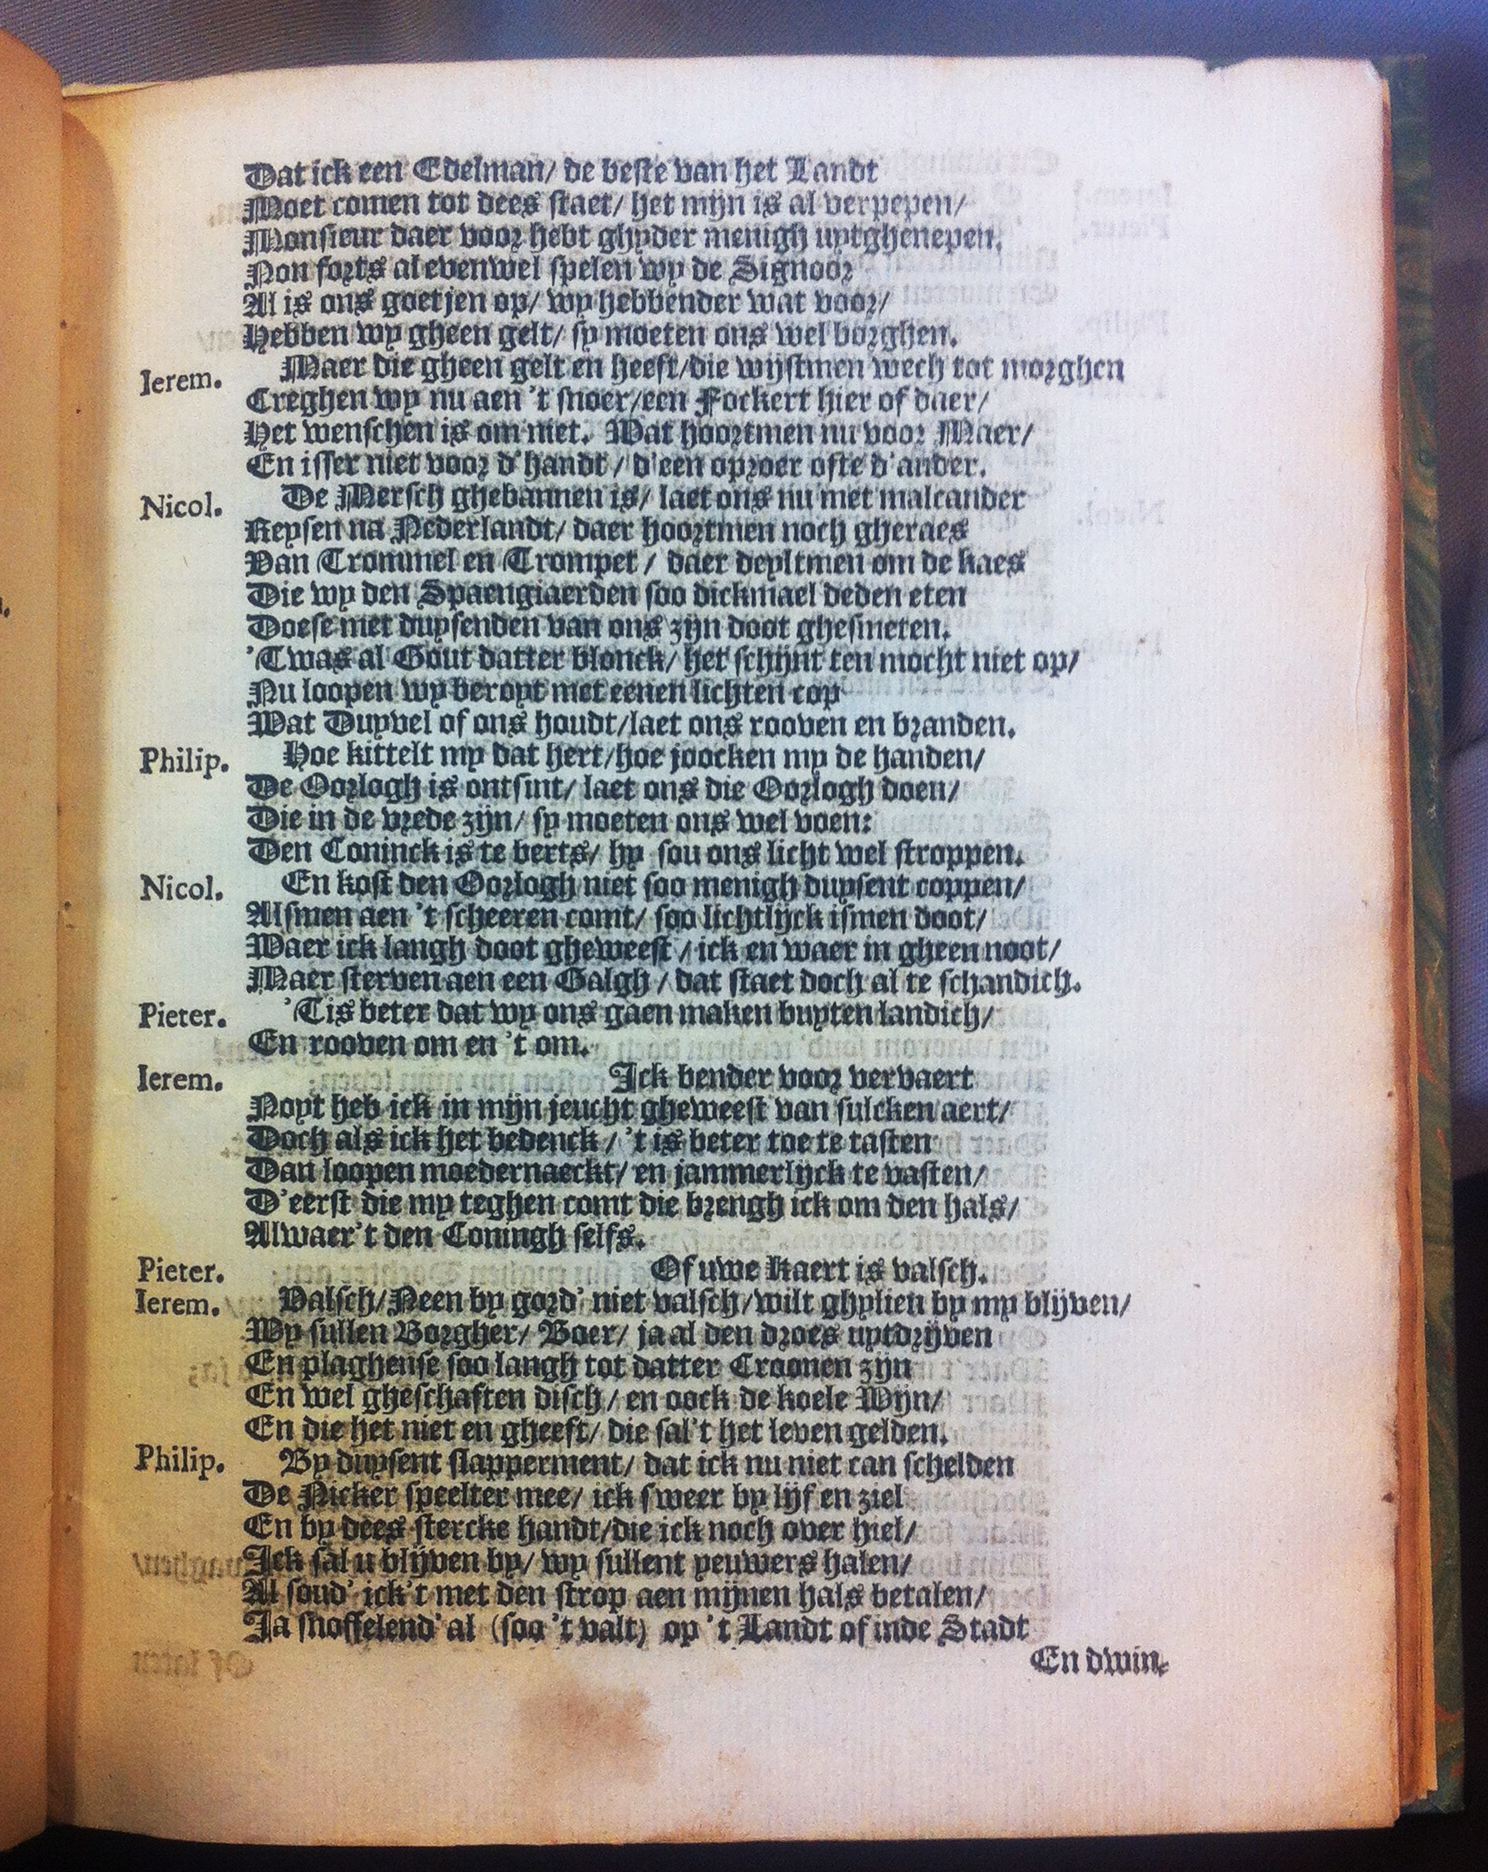 Dat ick een Edelman/ de beste van het Landt
Moet comen tot dees staet/ het mijn is al verpepen/
Monsieur daer voor hebt ghyder menigh uytghenepen.
Non forts al evenwel spelen wy de Signoor
Al is ons goetjen op/ wy hebbender wat voor/
Hebben wy gheen gelt/ sy moeten ons wel borghen.
Ierem. Maer die gheen gelt en heeft/die wijstmen wech tot morghen
Creghen wy nu aen 't snoer/een Fockert hier of daer/
Het wenschen is om niet. Wat hoortmen nu voor Maer/
En isser niet voor d'handt/ d'een oproer ofte d'ander.
Nicol. De Mersch ghebannen is/ laet ons nu met malcander
Reysen na Nederlandt/ daer hoortmen noch gheraes
Van Trommel en Trompet/ daer deyltmen om de kaes
Die wy den Spaengiaerden soo dickmael deden eten
Doese met duysenden van ons zijn doot ghesmeten.
'Twas al Gout datter blonck/ het schijnt ten mocht niet op/
Nu loopen wy beroyt met eenen lichten cop
Wat Duyvel of ons houdt/laet ons rooven en branden.
Philip. Hoe kittelt my dat hert/hoe joocken my de handen/
De Oorlogh is ontsint/ laet ons die Oorlogh doen/
Die in de vrede zijn/ sy moeten ons wel voen:
Den Coninck is te berts/ hy sou ons licht wel stroppen.
Nicol. En kost den Oorlogh niet soo menigh duysent coppen/
Alsmen aen 't scheeren comt/ soo lichtlijck ismen doot/
Waer ick langh doot gheweest/ ick en waer in gheen noot/
Maer sterven aen een Galgh/ dat staet doch al te schandich.
Pieter. 'Tis beter dat wy ons gaen maken buyten landich/
En rooven om en 't om.
Ierem. Ick bender voor vervaert
Noyt heb ick in mijn jeucht gheweest van sulcken aert/
Doch als ick het bedenck/ 't is beter toe te tasten
Dan loopen moedernaeckt/ en jammerlijck te vasten/
D'eerst die my teghen comt die brengh ick om den hals/
Alwaer't den Coningh selfs.
Pieter. Of uwe Kaert is valsch.
Ierem. Valsch/Neen by gord' niet valsch/wilt ghylien by my blijven/
Wy sullen Borgher/ Boer/ ja al den droes uytdrijven
En plaghense soo langh tot datter Croonen zijn
En wel gheschaften disch/ en oock de koele Wijn/
En die het niet en gheeft/ die sal't het leven gelden.
Philip. By duysent slapperment/ dat ick nu niet can schelden
De Nicker speelter mee/ ick sweer by lijf en ziel
En by dees stercke handt/die ick noch over hiel/
Ick sal u blijven by/ wy sullent yeuwers halen/
Al soud' ick't met den strop aen mijnen hals betalen/
Ja snoffelend' al (soo 't valt) op 't Landt of inde Stadt
En dwin-